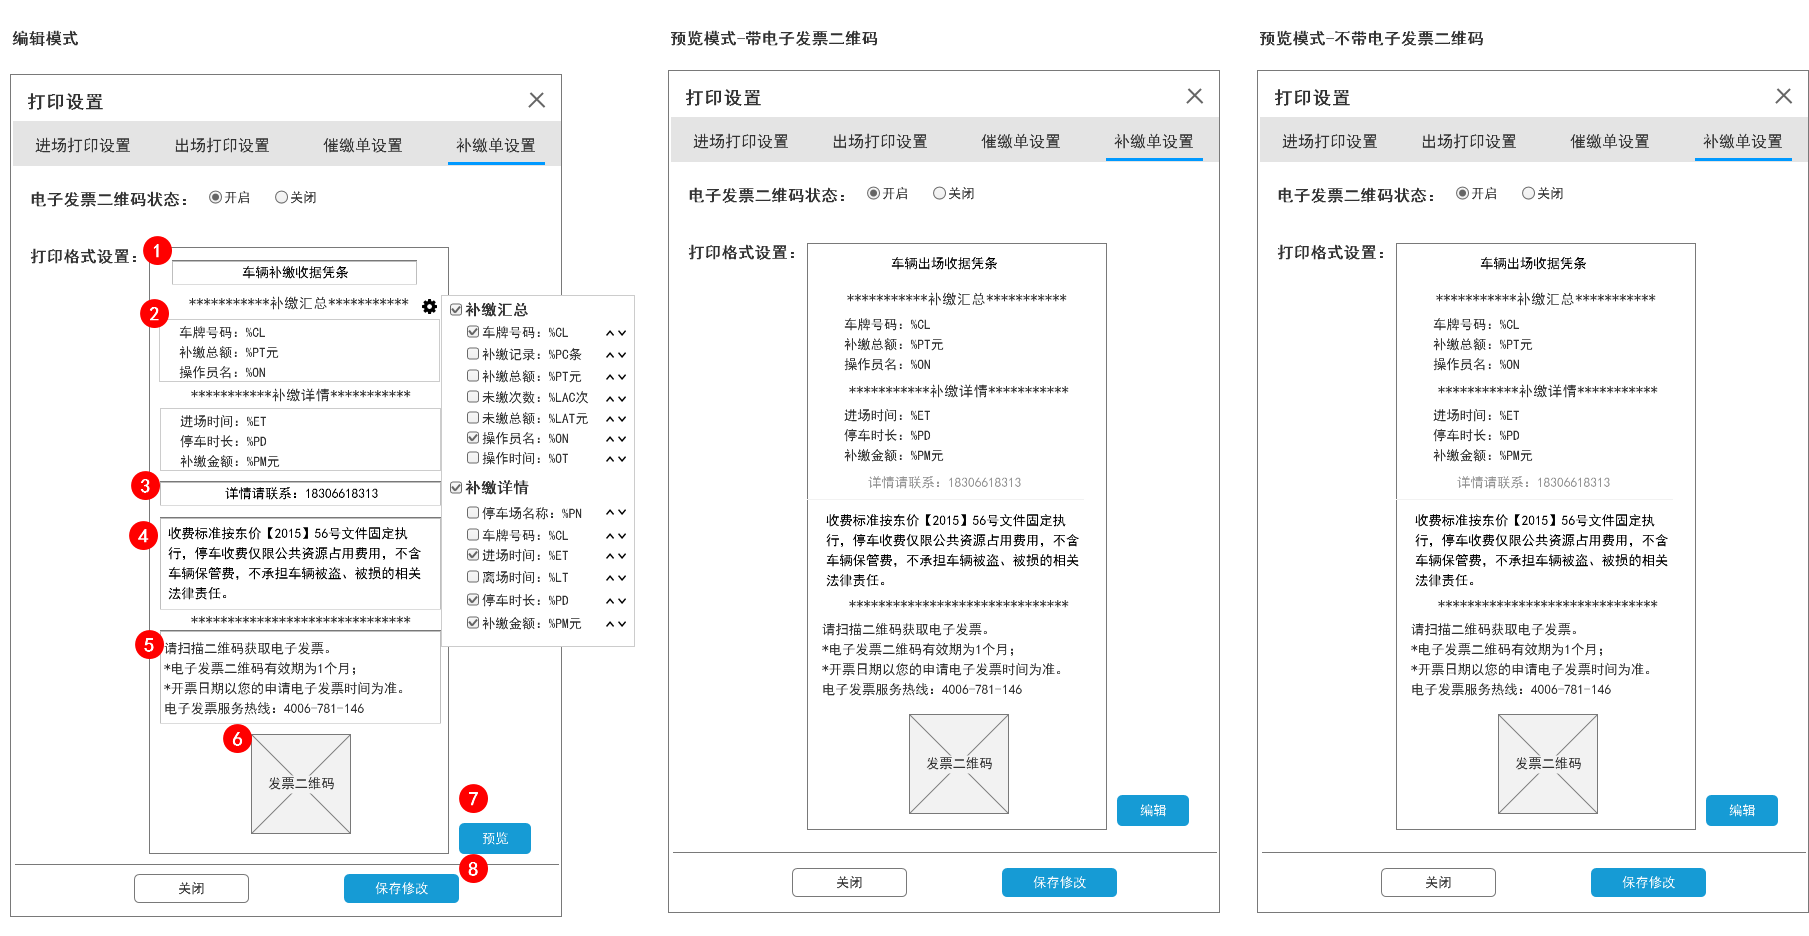 编辑模式
打印设置
进场打印设置 出场打印设置 催缴单设置 补缴单设置
电子发票二维码状态： 开启 关闭
打印格式设置：
1
车辆补缴收据凭条
***********补缴汇总***********
2
车牌号码：%CL
补缴总额：%PT元
操作员名：%ON
***********补缴详情***********
进场时间：%ET
停车时长：%PD
补缴金额：%PM元
3
详情请联系：18306618313
4
收费标准按东价【2015】56号文件固定执
行，停车收费仅限公共资源占用费用，不含
车辆保管费，不承担车辆被盗、被损的相关
法律责任。
******************************
5
请扫描二维码获取电子发票。
*电子发票二维码有效期为1个月；
*开票日期以您的申请电子发票时间为准。
电子发票服务热线：4006-781-146
6
发票二维码
7
预览
8
关闭 保存修改
补缴汇总
车牌号码：%CL
补缴记录：%PC条
补缴总额：%PT元
未缴次数：%LAC次
未缴总额：%LAT元
操作员名：%ON
操作时间：%OT
补缴详情
停车场名称：%PN
车牌号码：%CL
进场时间：%ET
离场时间：%LT
停车时长：%PD
补缴金额：%PM元
预览模式-带电子发票二维码
打印设置
进场打印设置 出场打印设置 催缴单设置 补缴单设置
电子发票二维码状态： 开启 关闭
打印格式设置：
车辆出场收据凭条
***********补缴汇总***********
车牌号码：%CL
补缴总额：%PT元
操作员名：%ON
***********补缴详情***********
进场时间：%ET
停车时长：%PD
补缴金额：%PM元
详情请联系：18306618313
收费标准按东价【2015】56号文件固定执
行，停车收费仅限公共资源占用费用，不含
车辆保管费，不承担车辆被盗、被损的相关
法律责任。
******************************
请扫描二维码获取电子发票。
*电子发票二维码有效期为1个月；
*开票日期以您的申请电子发票时间为准。
电子发票服务热线：4006-781-146
发票二维码
编辑
关闭 保存修改
预览模式-不带电子发票二维码
打印设置
进场打印设置 出场打印设置 催缴单设置 补缴单设置
电子发票二维码状态： 开启 关闭
打印格式设置：
车辆出场收据凭条
***********补缴汇总***********
车牌号码：%CL
补缴总额：%PT元
操作员名：%ON
***********补缴详情***********
进场时间：%ET
停车时长：%PD
补缴金额：%PM元
详情请联系：18306618313
收费标准按东价【2015】56号文件固定执
行，停车收费仅限公共资源占用费用，不含
车辆保管费，不承担车辆被盗、被损的相关
法律责任。
******************************
请扫描二维码获取电子发票。
*电子发票二维码有效期为1个月；
*开票日期以您的申请电子发票时间为准。
电子发票服务热线：4006-781-146
发票二维码
编辑
关闭 保存修改